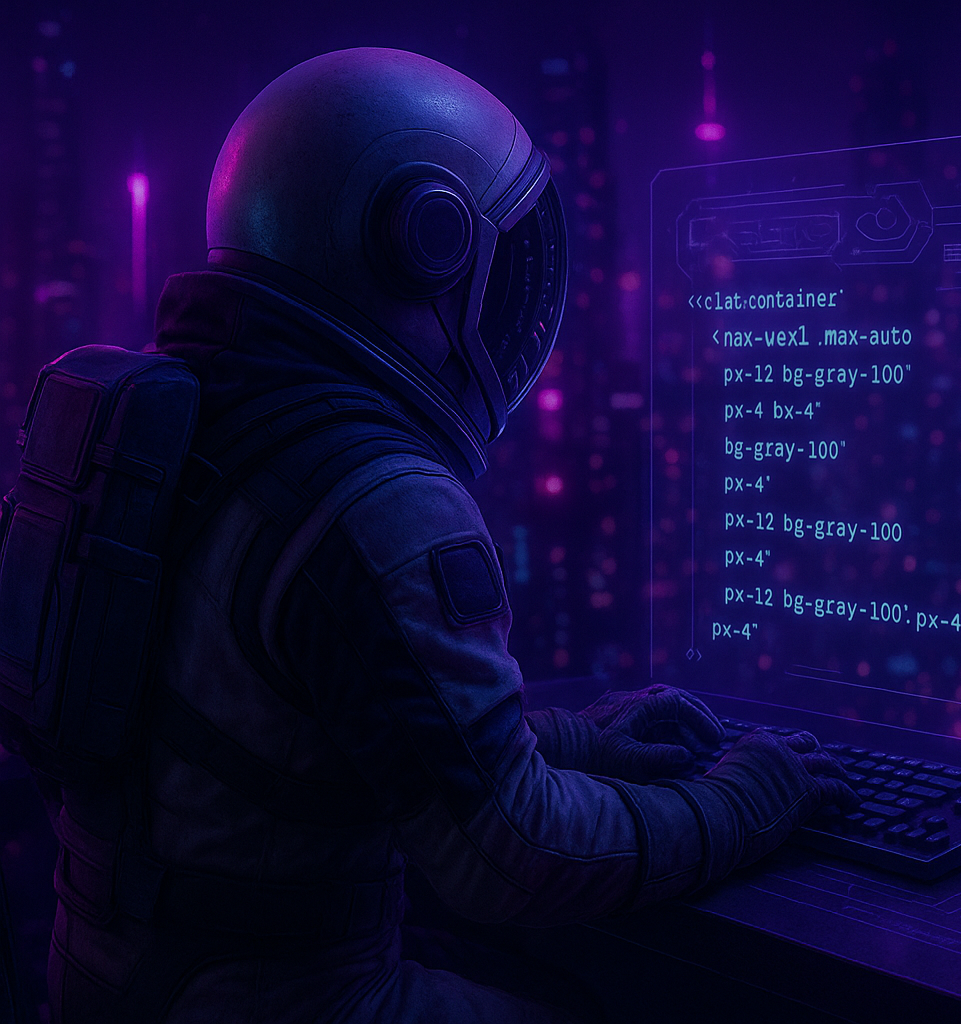 <<clat:container'
<nax-wexl .max-auto
px-12 bg-gray-100"
px-4 bx-4"
bg-gray-100"
px-4'
px-12 bg-gray-100
px-4"
px-12 bg-gray-100'. px-4
px-4"